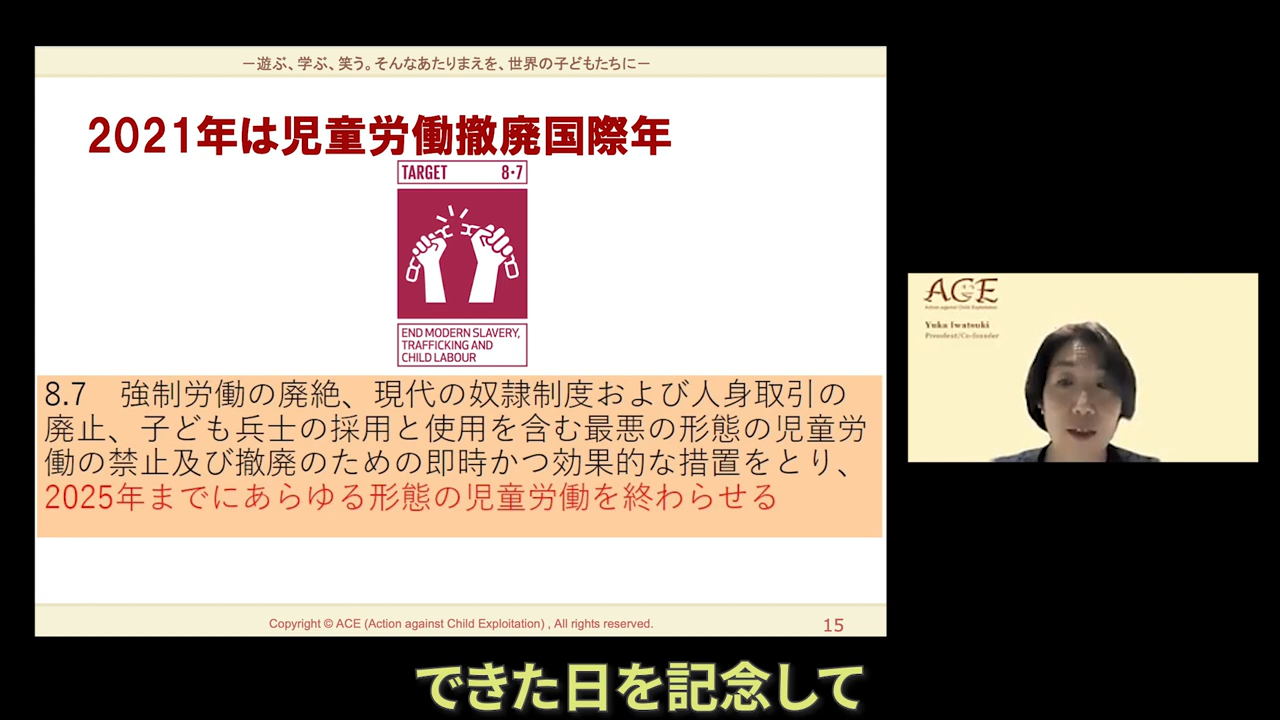 －遊ぶ、学ぶ、笑う。そんなあたりまえを、世界の子どもたちに－
2021年は児童労働撤廃国際年
TARGET 8・7
END MODERN SLAVERY,
TRAFFICKING AND
CHILD LABOUR
8.7　強制労働の廃絶、現代の奴隷制度および人身取引の
廃止、子ども兵士の採用と使用を含む最悪の形態の児童労
働の禁止及び撤廃のための即時かつ効果的な措置をとり、
2025年までにあらゆる形態の児童労働を終わらせる
Copyright © ACE (Action against Child Exploitation) , All rights reserved.
15
ACE
Action against Child Exploitation
Yuka Iwatsuki
President/Co-founder
できた日を記念して